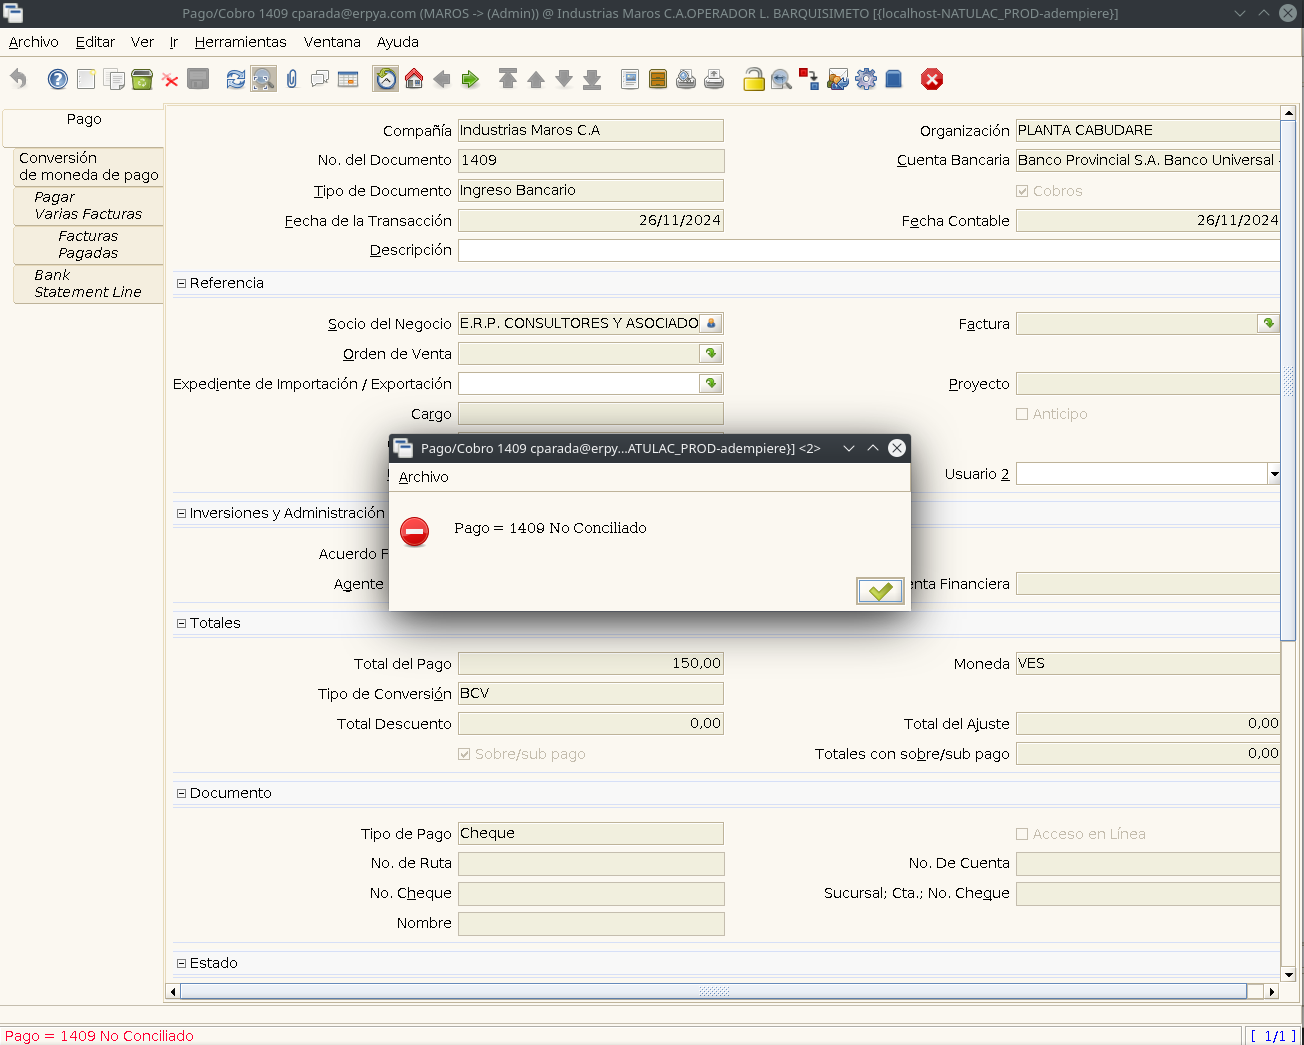 Pago/Cobro 1409 cparada@erpya.com (MAROS -> (Admin)) @ Industrias Maros C.A.OPERADOR L. BARQUISIMETO [{localhost-NATULAC_PROD-adempiere}]
Archivo Editar Ver Ir Herramientas Ventana Ayuda
Pago
Conversión
de moneda de pago
Pagar
Varias Facturas
Facturas
Pagadas
Bank
Statement Line
Compañía Industrias Maros C.A Organización PLANTA CABUDARE
No. del Documento 1409 Cuenta Bancaria Banco Provincial S.A. Banco Universal
Tipo de Documento Ingreso Bancario Cobros
Fecha de la Transacción 26/11/2024 Fecha Contable 26/11/2024
Descripción
Referencia
Socio del Negocio E.R.P. CONSULTORES Y ASOCIADO Factura
Orden de Venta
Expediente de Importación / Exportación Proyecto
Cargo Anticipo
Pago/Cobro 1409 cparada@erpy...ATULAC_PROD-adempiere}] <2>
Archivo
Usuario 2
Pago = 1409 No Conciliado
Inversiones y Administración
Acuerdo F
Agente enta Financiera
Totales
Total del Pago 150,00 Moneda VES
Tipo de Conversión BCV
Total Descuento 0,00 Total del Ajuste 0,00
Sobre/sub pago Totales con sobre/sub pago 0,00
Documento
Tipo de Pago Cheque Acceso en Línea
No. de Ruta No. De Cuenta
No. Cheque Sucursal; Cta.; No. Cheque
Nombre
Estado
Pago = 1409 No Conciliado [ 1/1 ]